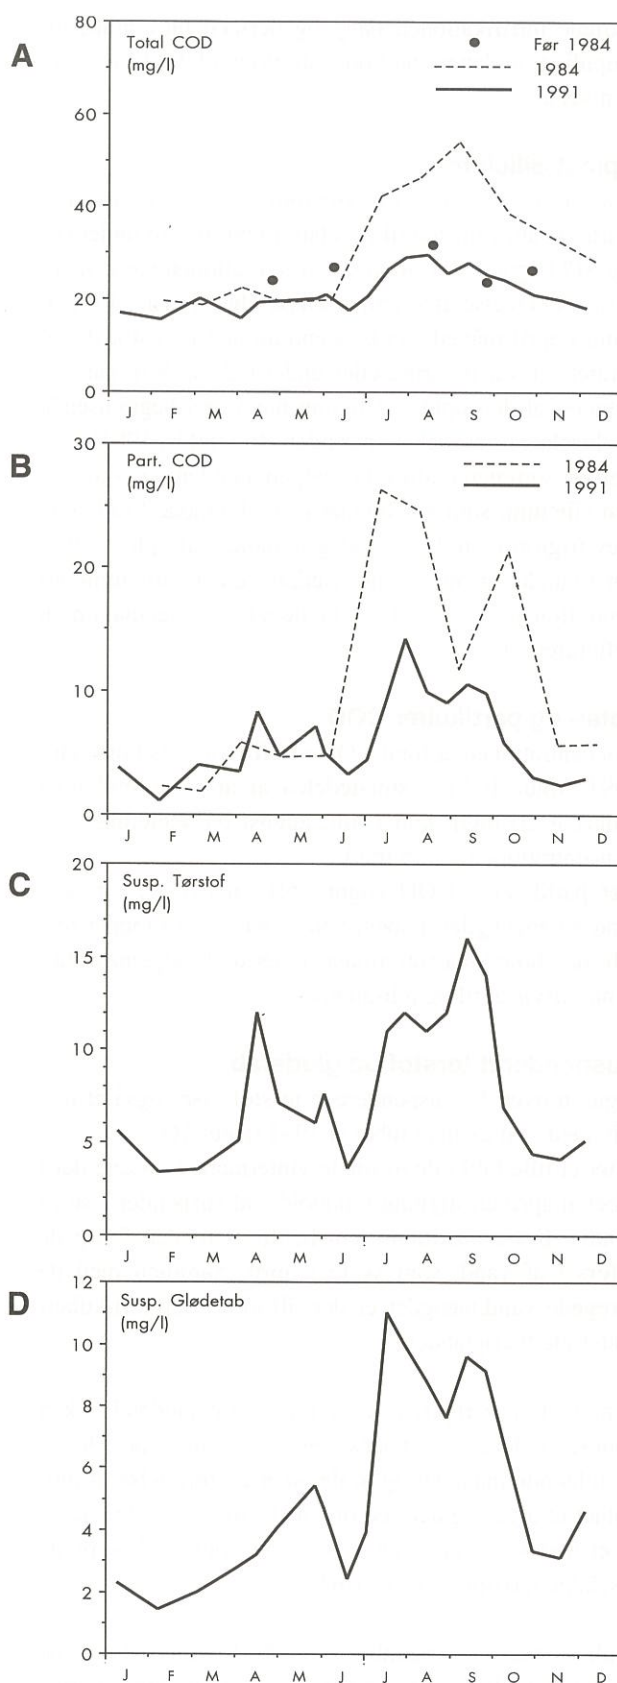 A
Total COD
(mg/l)
Før 1984
1984
1991
80
60
40
20
0
J F M A M J J A S O N D
B
Part. COD
(mg/l)
1984
1991
30
20
10
0
J F M A M J J A S O N D
C
Susp. Tørstof
(mg/l)
20
15
10
5
0
J F M A M J J A S O N D
D
Susp. Glødetab
(mg/l)
12
10
8
6
4
2
0
J F M A M J J A S O N D